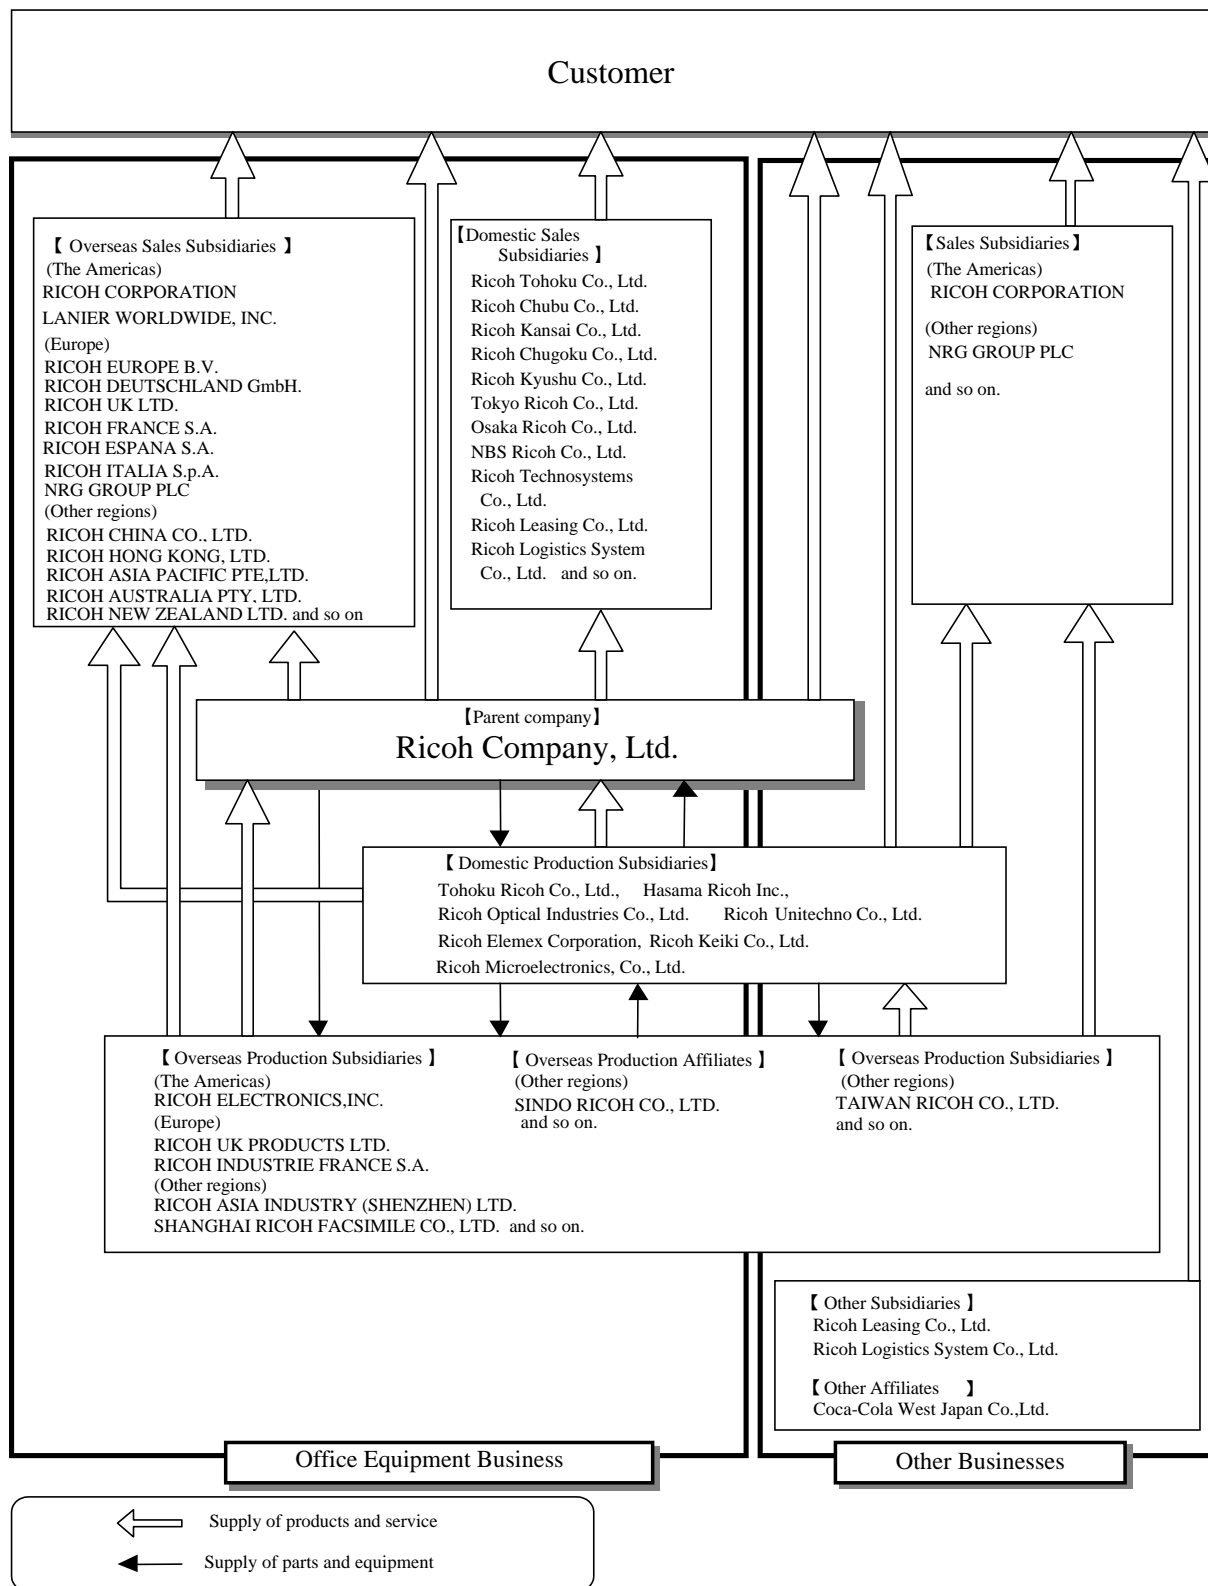 Customer
【 Overseas Sales Subsidiaries 】
(The Americas)
RICOH CORPORATION
LANIER WORLDWIDE, INC.
(Europe)
RICOH EUROPE B.V.
RICOH DEUTSCHLAND GmbH.
RICOH UK LTD.
RICOH FRANCE S.A.
RICOH ESPANA S.A.
RICOH ITALIA S.p.A.
NRG GROUP PLC
(Other regions)
RICOH CHINA CO., LTD.
RICOH HONG KONG, LTD.
RICOH ASIA PACIFIC PTE,LTD.
RICOH AUSTRALIA PTY, LTD.
RICOH NEW ZEALAND LTD. and so on
【Domestic Sales
Subsidiaries 】
Ricoh Tohoku Co., Ltd.
Ricoh Chubu Co., Ltd.
Ricoh Kansai Co., Ltd.
Ricoh Chugoku Co., Ltd.
Ricoh Kyushu Co., Ltd.
Tokyo Ricoh Co., Ltd.
Osaka Ricoh Co., Ltd.
NBS Ricoh Co., Ltd.
Ricoh Technosystems
Co., Ltd.
Ricoh Leasing Co., Ltd.
Ricoh Logistics System
Co., Ltd. and so on.
【Sales Subsidiaries】
(The Americas)
RICOH CORPORATION
(Other regions)
NRG GROUP PLC
and so on.
【Parent company】
Ricoh Company, Ltd.
【 Domestic Production Subsidiaries】
Tohoku Ricoh Co., Ltd., Hasama Ricoh Inc.,
Ricoh Optical Industries Co., Ltd. Ricoh Unitechno Co., Ltd.
Ricoh Elemex Corporation, Ricoh Keiki Co., Ltd.
Ricoh Microelectronics, Co., Ltd.
【 Overseas Production Subsidiaries 】
(The Americas)
RICOH ELECTRONICS,INC.
(Europe)
RICOH UK PRODUCTS LTD.
RICOH INDUSTRIE FRANCE S.A.
(Other regions)
RICOH ASIA INDUSTRY (SHENZHEN) LTD.
SHANGHAI RICOH FACSIMILE CO., LTD. and so on.
【 Overseas Production Affiliates 】
(Other regions)
SINDO RICOH CO., LTD.
and so on.
【 Overseas Production Subsidiaries 】
(Other regions)
TAIWAN RICOH CO., LTD.
and so on.
【 Other Subsidiaries 】
Ricoh Leasing Co., Ltd.
Ricoh Logistics System Co., Ltd.
【 Other Affiliates 】
Coca-Cola West Japan Co.,Ltd.
Office Equipment Business
Other Businesses
Supply of products and service
Supply of parts and equipment